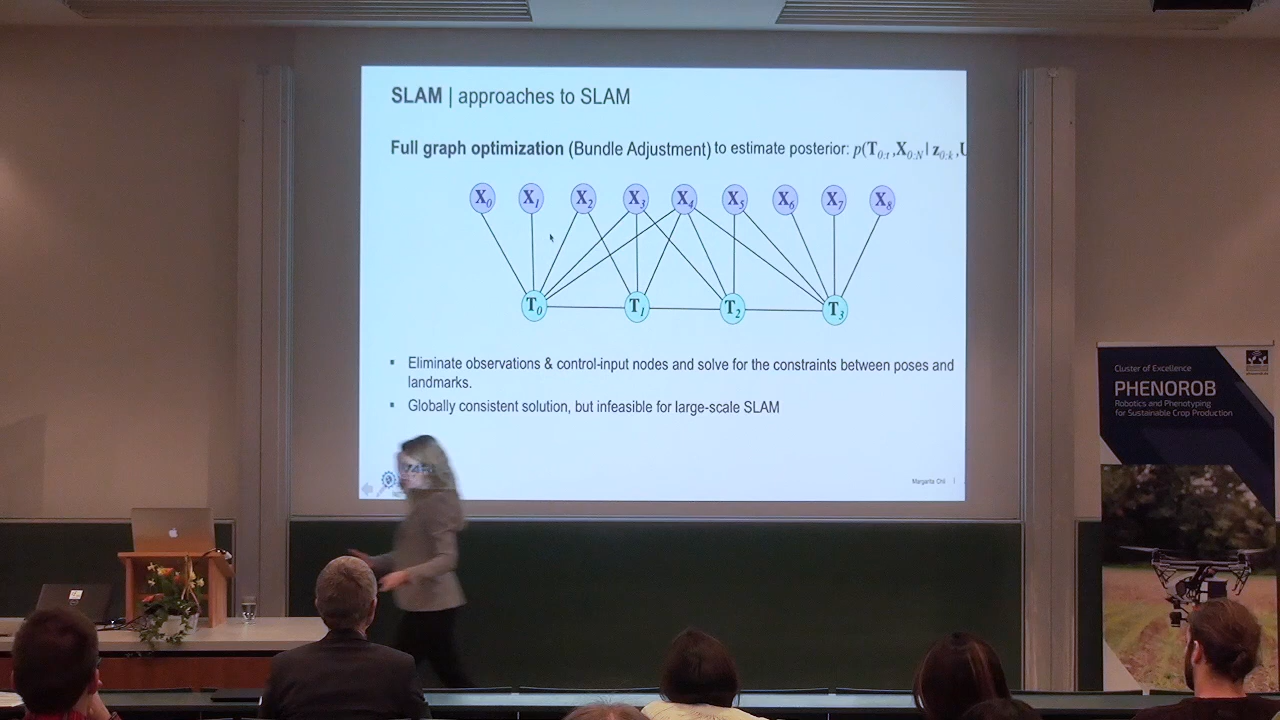 SLAM | approaches to SLAM
Full graph optimization (Bundle Adjustment) to estimate posterior: p(T0:t ,X0:N | z0:k ,U
X0 X1 X2 X3 X4 X5 X6 X7 X8
T0 T1 T2 T3
▪ Eliminate observations & control-input nodes and solve for the constraints between poses and
landmarks.
▪ Globally consistent solution, but infeasible for large-scale SLAM
Margarita Chli |
Cluster of Excellence
PHENOROB
Robotics and Phenotyping
for Sustainable Crop Production